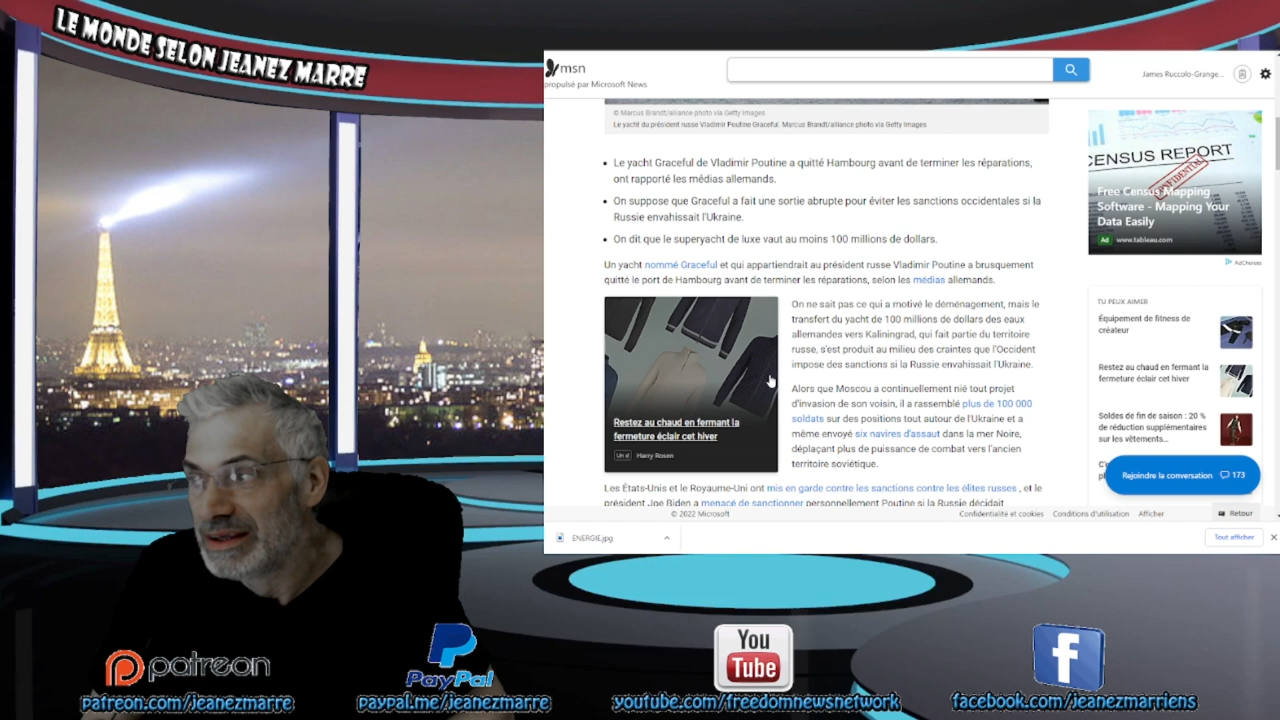 LE MONDE SELON JEANEZ MARRE
msn
propulsé par Microsoft News
James Ruccolo-Grange...
© Marcus Brandt/alliance photo via Getty Images
Le yacht du président russe Vladimir Poutine Graceful. Marcus Brandt/alliance photo via Getty Images
Le yacht Graceful de Vladimir Poutine a quitté Hambourg avant de terminer les réparations,
ont rapporté les médias allemands.
On suppose que Graceful a fait une sortie abrupte pour éviter les sanctions occidentales si la
Russie envahissait l'Ukraine.
On dit que le superyacht de luxe vaut au moins 100 millions de dollars.
Un yacht nommé Graceful et qui appartiendrait au président russe Vladimir Poutine a brusquement
quitté le port de Hambourg avant de terminer les réparations, selon les médias allemands.
Restez au chaud en fermant la
fermeture éclair cet hiver
Harry Rosen
On ne sait pas ce qui a motivé le déménagement, mais le
transfert du yacht de 100 millions de dollars des eaux
allemandes vers Kaliningrad, qui fait partie du territoire
russe, s'est produit au milieu des craintes que l'Occident
impose des sanctions si la Russie envahissait l'Ukraine.
Alors que Moscou a continuellement nié tout projet
d'invasion de son voisin, il a rassemblé plus de 100 000
soldats sur des positions tout autour de l'Ukraine et a
même envoyé six navires d'assaut dans la mer Noire,
déplaçant plus de puissance de combat vers l'ancien
territoire soviétique.
Les États-Unis et le Royaume-Uni ont mis en garde contre les sanctions contre les élites russes , et le
président Joe Biden a menacé de sanctionner personnellement Poutine si la Russie décidait
CENSUS REPORT
Free Census Mapping
Software - Mapping Your
Data Easily
Ad www.tableau.com
AdChoices
TU PEUX AIMER
Équipement de fitness de
créateur
Restez au chaud en fermant la
fermeture éclair cet hiver
Soldes de fin de saison : 20 %
de réduction supplémentaires
sur les vêtements...
Rejoindre la conversation 173
© 2022 Microsoft
Confidentialité et cookies Conditions d'utilisation Afficher
Retour
ENERGIE.jpg
Tout afficher
patreon
patreon.com/jeanezmarre
PayPal
paypal.me/jeanezmarre
You
Tube
youtube.com/freedomnewsnetwork
f
facebook.com/jeanezmarriens